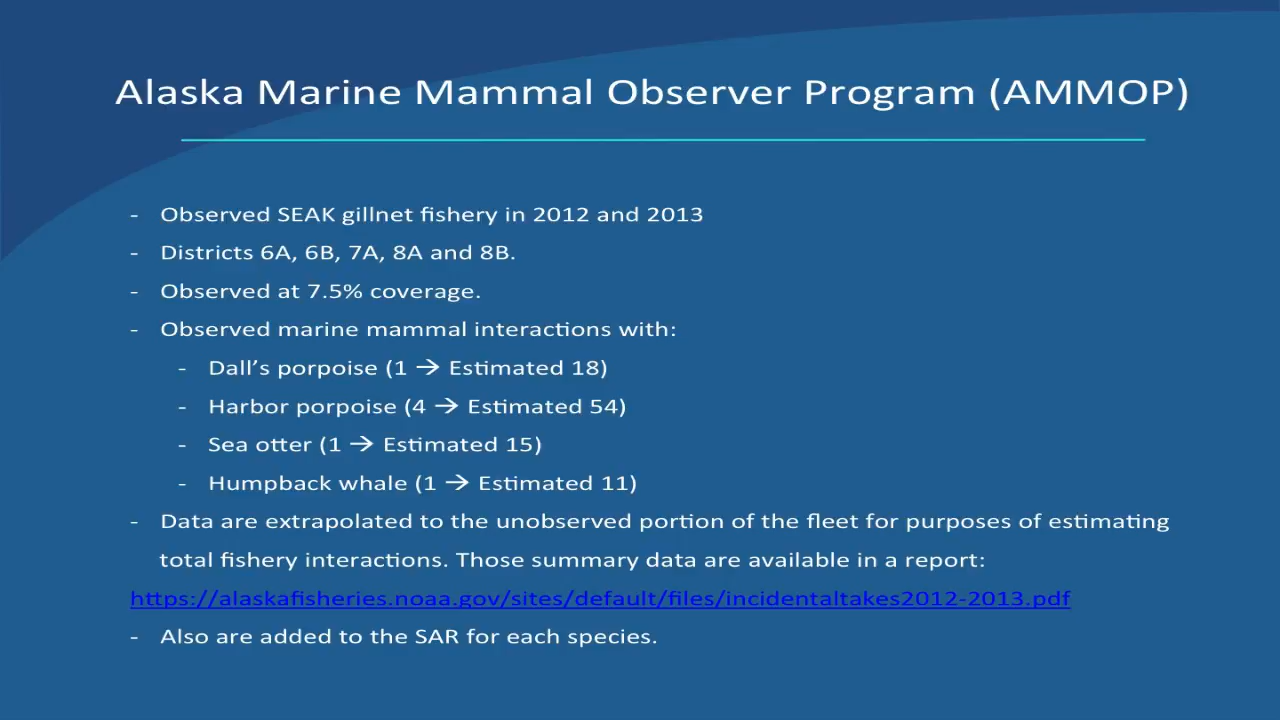 Alaska Marine Mammal Observer Program (AMMOP)
- Observed SEAK gillnet fishery in 2012 and 2013
- Districts 6A, 6B, 7A, 8A and 8B.
- Observed at 7.5% coverage.
- Observed marine mammal interactions with:
- Dall’s porpoise (1 → Estimated 18)
- Harbor porpoise (4 → Estimated 54)
- Sea otter (1 → Estimated 15)
- Humpback whale (1 → Estimated 11)
- Data are extrapolated to the unobserved portion of the fleet for purposes of estimating
total fishery interactions. Those summary data are available in a report:
https://alaskafisheries.noaa.gov/sites/default/files/incidentaltakes2012-2013.pdf
- Also are added to the SAR for each species.